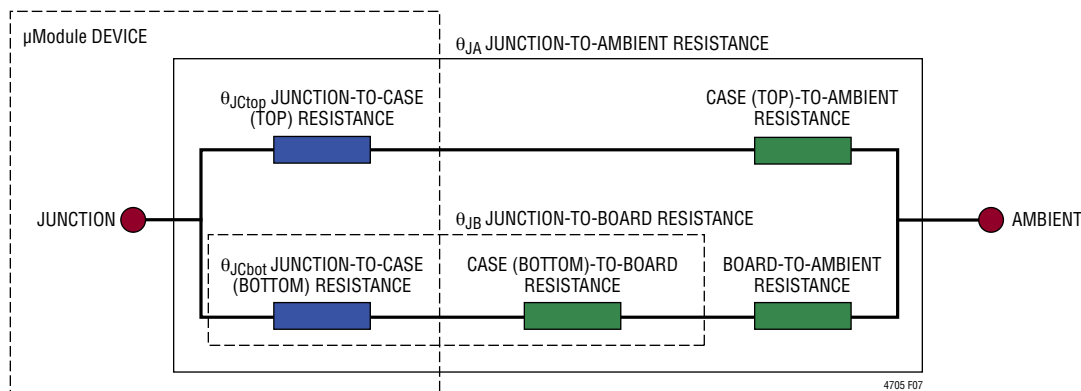 µModule DEVICE
θJA JUNCTION-TO-AMBIENT RESISTANCE
θJCtop JUNCTION-TO-CASE
(TOP) RESISTANCE
CASE (TOP)-TO-AMBIENT
RESISTANCE
JUNCTION
θJB JUNCTION-TO-BOARD RESISTANCE
AMBIENT
θJCbot JUNCTION-TO-CASE
(BOTTOM) RESISTANCE
CASE (BOTTOM)-TO-BOARD
RESISTANCE
BOARD-TO-AMBIENT
RESISTANCE
4705 F07